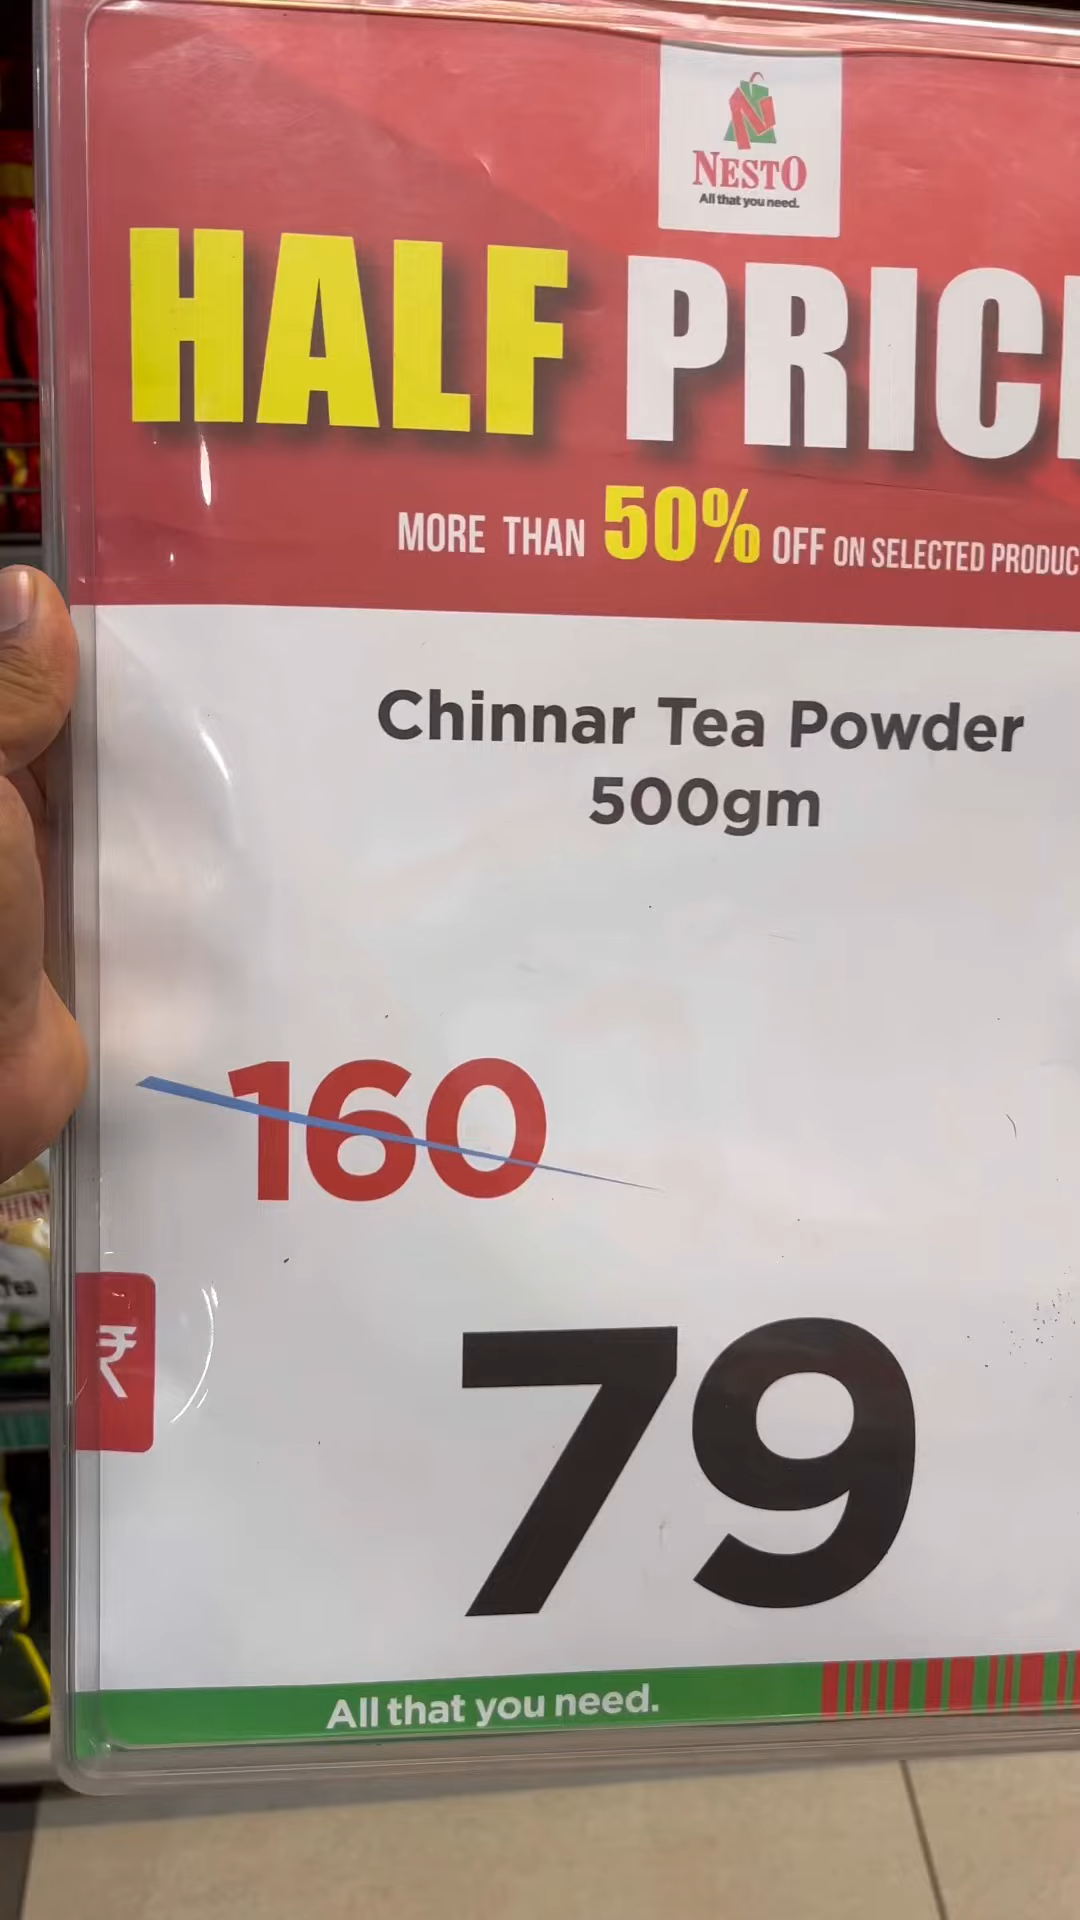 NESTO
All that you need.
HALF PRIC
MORE THAN 50% OFF ON SELECTED PRODUC
Chinnar Tea Powder
500gm
160
₹ 79
All that you need.
Tea